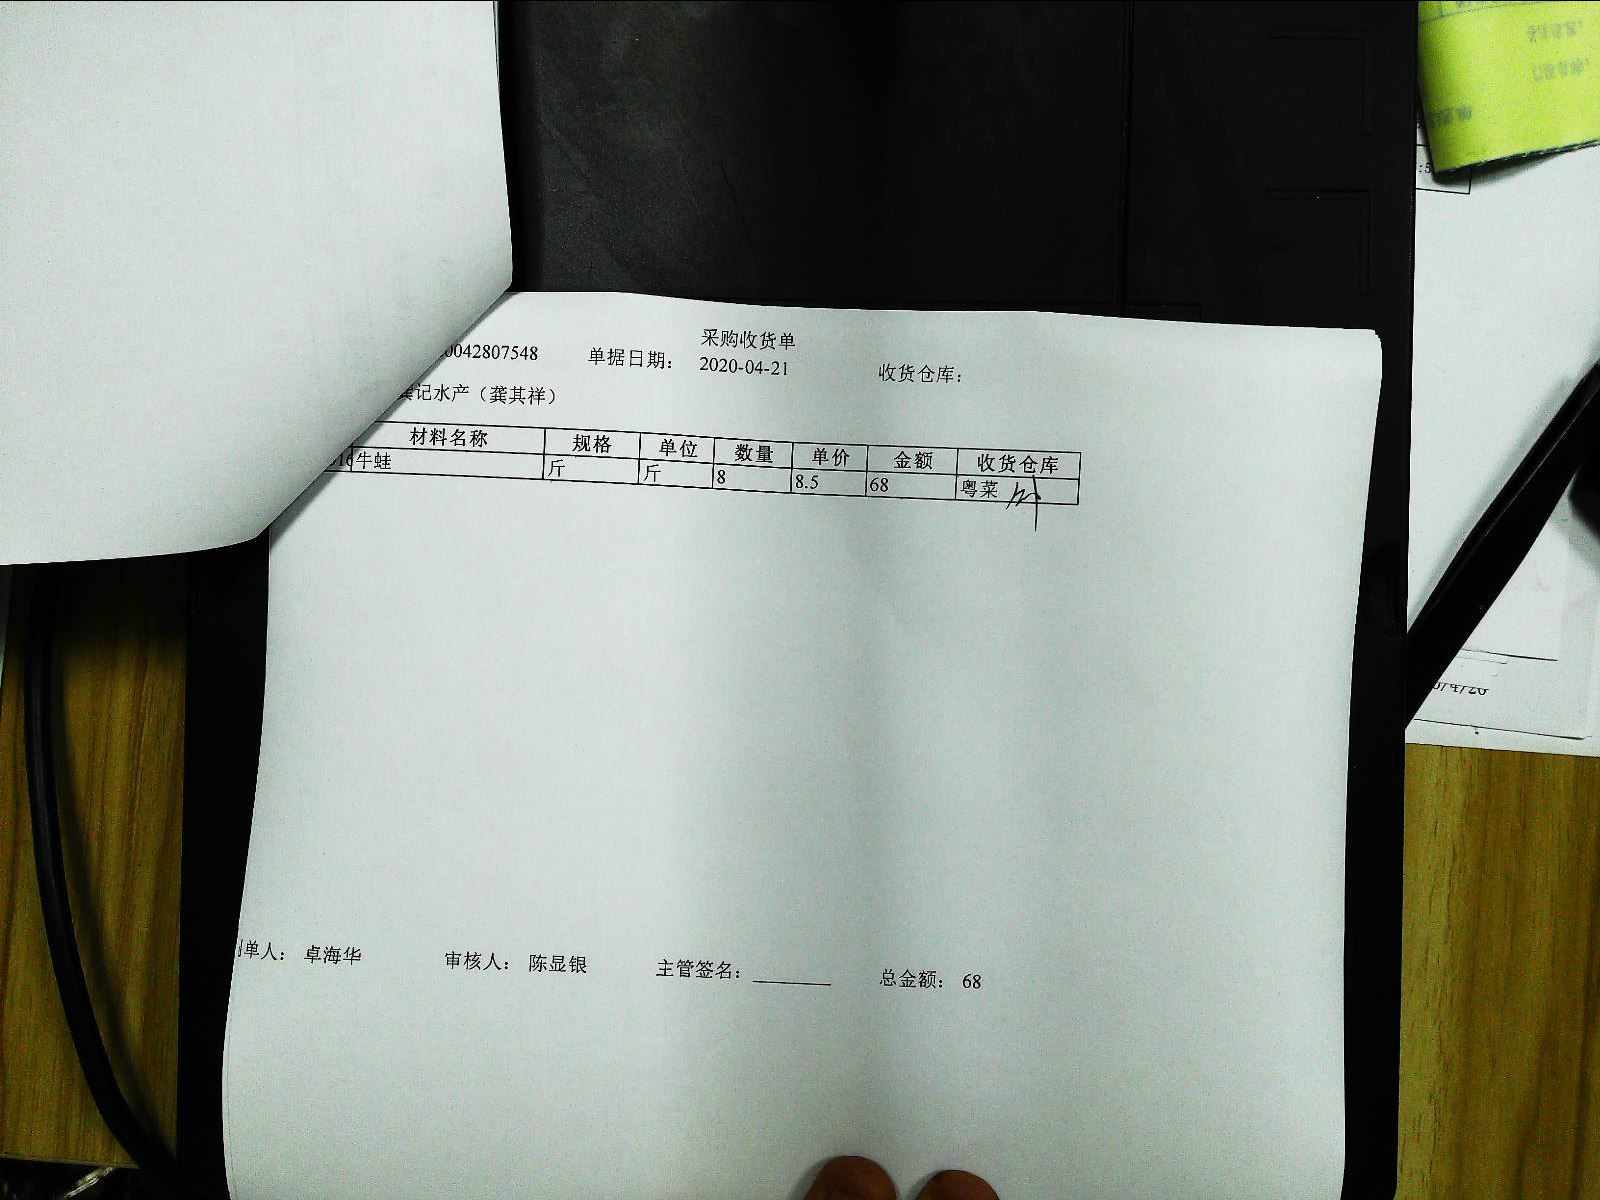 采购收货单
0042807548 单据日期： 2020-04-21 收货仓库：
记水产（龚其祥）
材料名称 规格 单位 数量 单价 金额 收货仓库
牛蛙 斤 斤 8 8.5 68 粤菜
单人： 卓海华 审核人： 陈显银 主管签名：_______ 总金额： 68